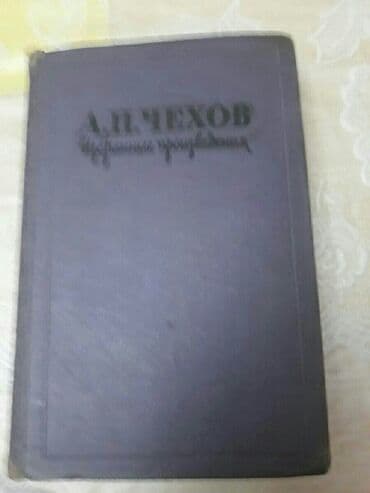 А.П.ЧЕХОВ
Избранные произведения